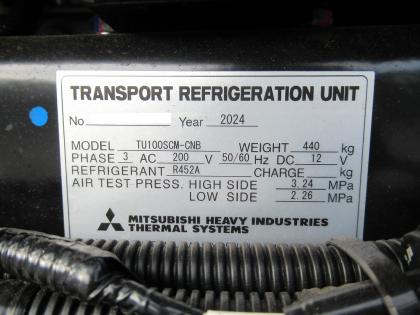 TRANSPORT REFRIGERATION UNIT
No Year 2024
MODEL TU100SCM-CNB WEIGHT 440 kg
PHASE 3 AC 200 V 50/60 Hz DC 12 V
REFRIGERANT R452A CHARGE kg
AIR TEST PRESS. HIGH SIDE 3.24 MPa
LOW SIDE 2.26 MPa
MITSUBISHI HEAVY INDUSTRIES
THERMAL SYSTEMS